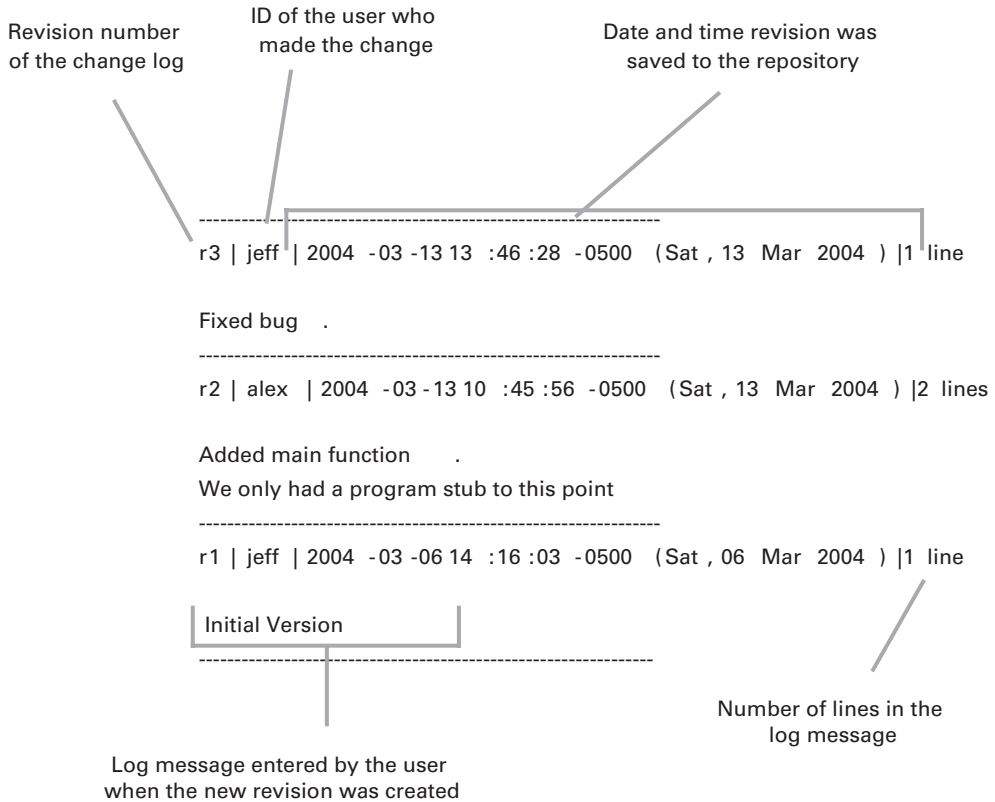 Revision number
of the change log
ID of the user who
made the change
Date and time revision was
saved to the repository
-----------------------------------------------------------------
r3 | jeff | 2004 -03 -13 13 :46 :28 -0500 (Sat , 13 Mar 2004 ) |1 line
Fixed bug .
-----------------------------------------------------------------
r2 | alex | 2004 -03 -13 10 :45 :56 -0500 (Sat , 13 Mar 2004 ) |2 lines
Added main function .
We only had a program stub to this point
-----------------------------------------------------------------
r1 | jeff | 2004 -03 -06 14 :16 :03 -0500 (Sat , 06 Mar 2004 ) |1 line
Initial Version
----------------------------------------------------------------
Number of lines in the
log message
Log message entered by the user
when the new revision was created